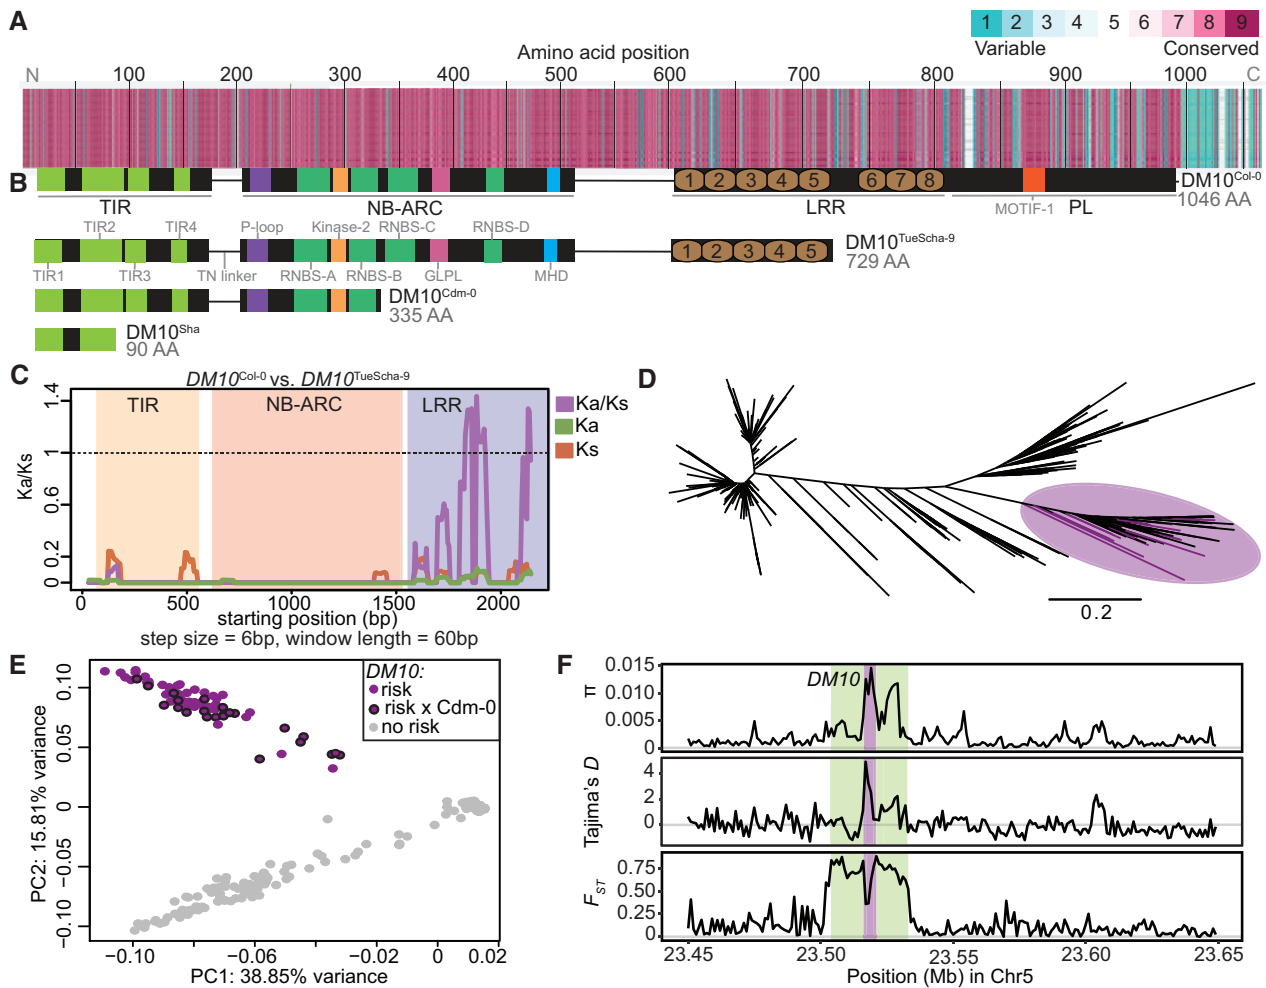 A
1 2 3 4 5 6 7 8 9
Variable Conserved
Amino acid position
N 100 200 300 400 500 600 700 800 900 1000 C
B
1 2 3 4 5 6 7 8
DM10Col-0
1046 AA
TIR NB-ARC LRR MOTIF-1 PL
TIR2 TIR4 P-loop Kinase-2 RNBS-C RNBS-D
1 2 3 4 5
DM10TueScha-9
729 AA
TIR1 TIR3 TN linker RNBS-A RNBS-B GLPL MHD
DM10Cdm-0
335 AA
DM10Sha
90 AA
C
DM10Col-0 vs. DM10TueScha-9
TIR NB-ARC LRR
Ka/Ks
Ka
Ks
Ka/Ks
1.4
1
0.6
0.2
0
0 500 1000 1500 2000
starting position (bp)
step size = 6bp, window length = 60bp
D
0.2
E
DM10:
risk
risk x Cdm-0
no risk
PC2: 15.81% variance
0.10
0.05
0
−0.05
−0.10
−0.10 −0.06 −0.02 0 0.02
PC1: 38.85% variance
F
DM10
π
0.015
0.010
0.005
0
Tajima's D
4
2
0
FST
0.75
0.50
0.25
0
23.45 23.50 23.55 23.60 23.65
Position (Mb) in Chr5